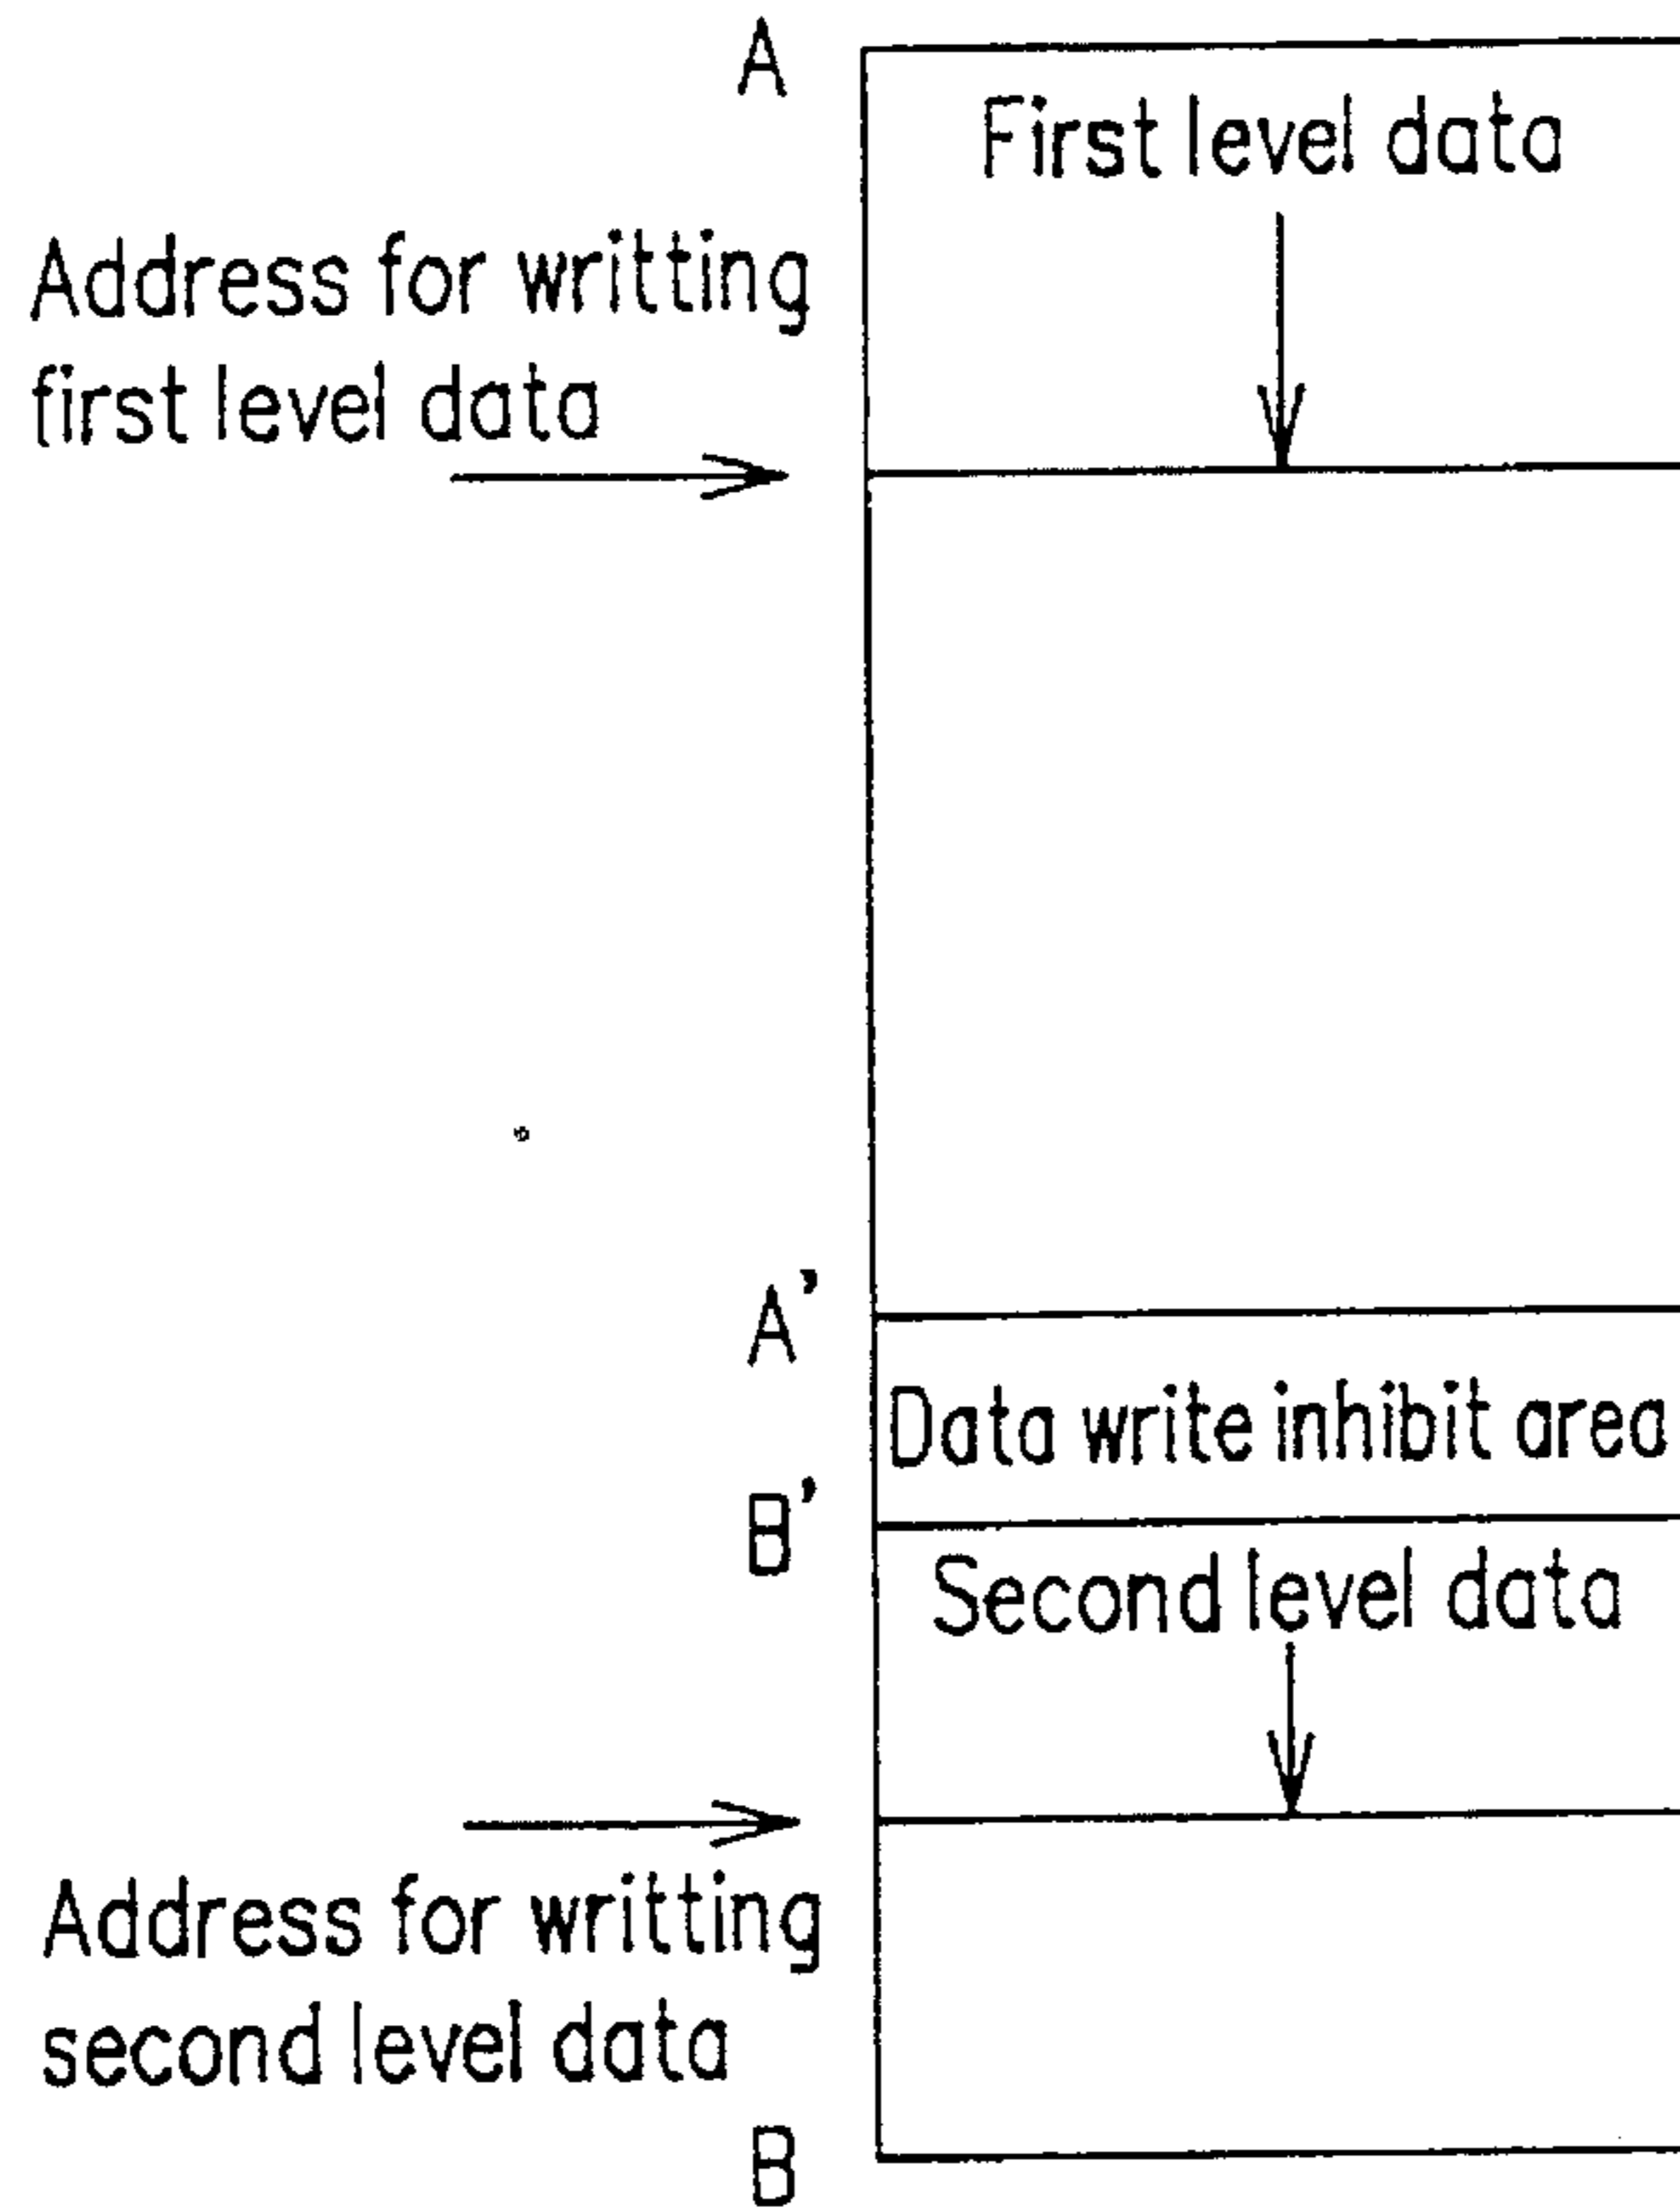 A
First level data
Address for writting
first level data
A'
Data write inhibit area
B'
Second level data
Address for writting
second level data
B